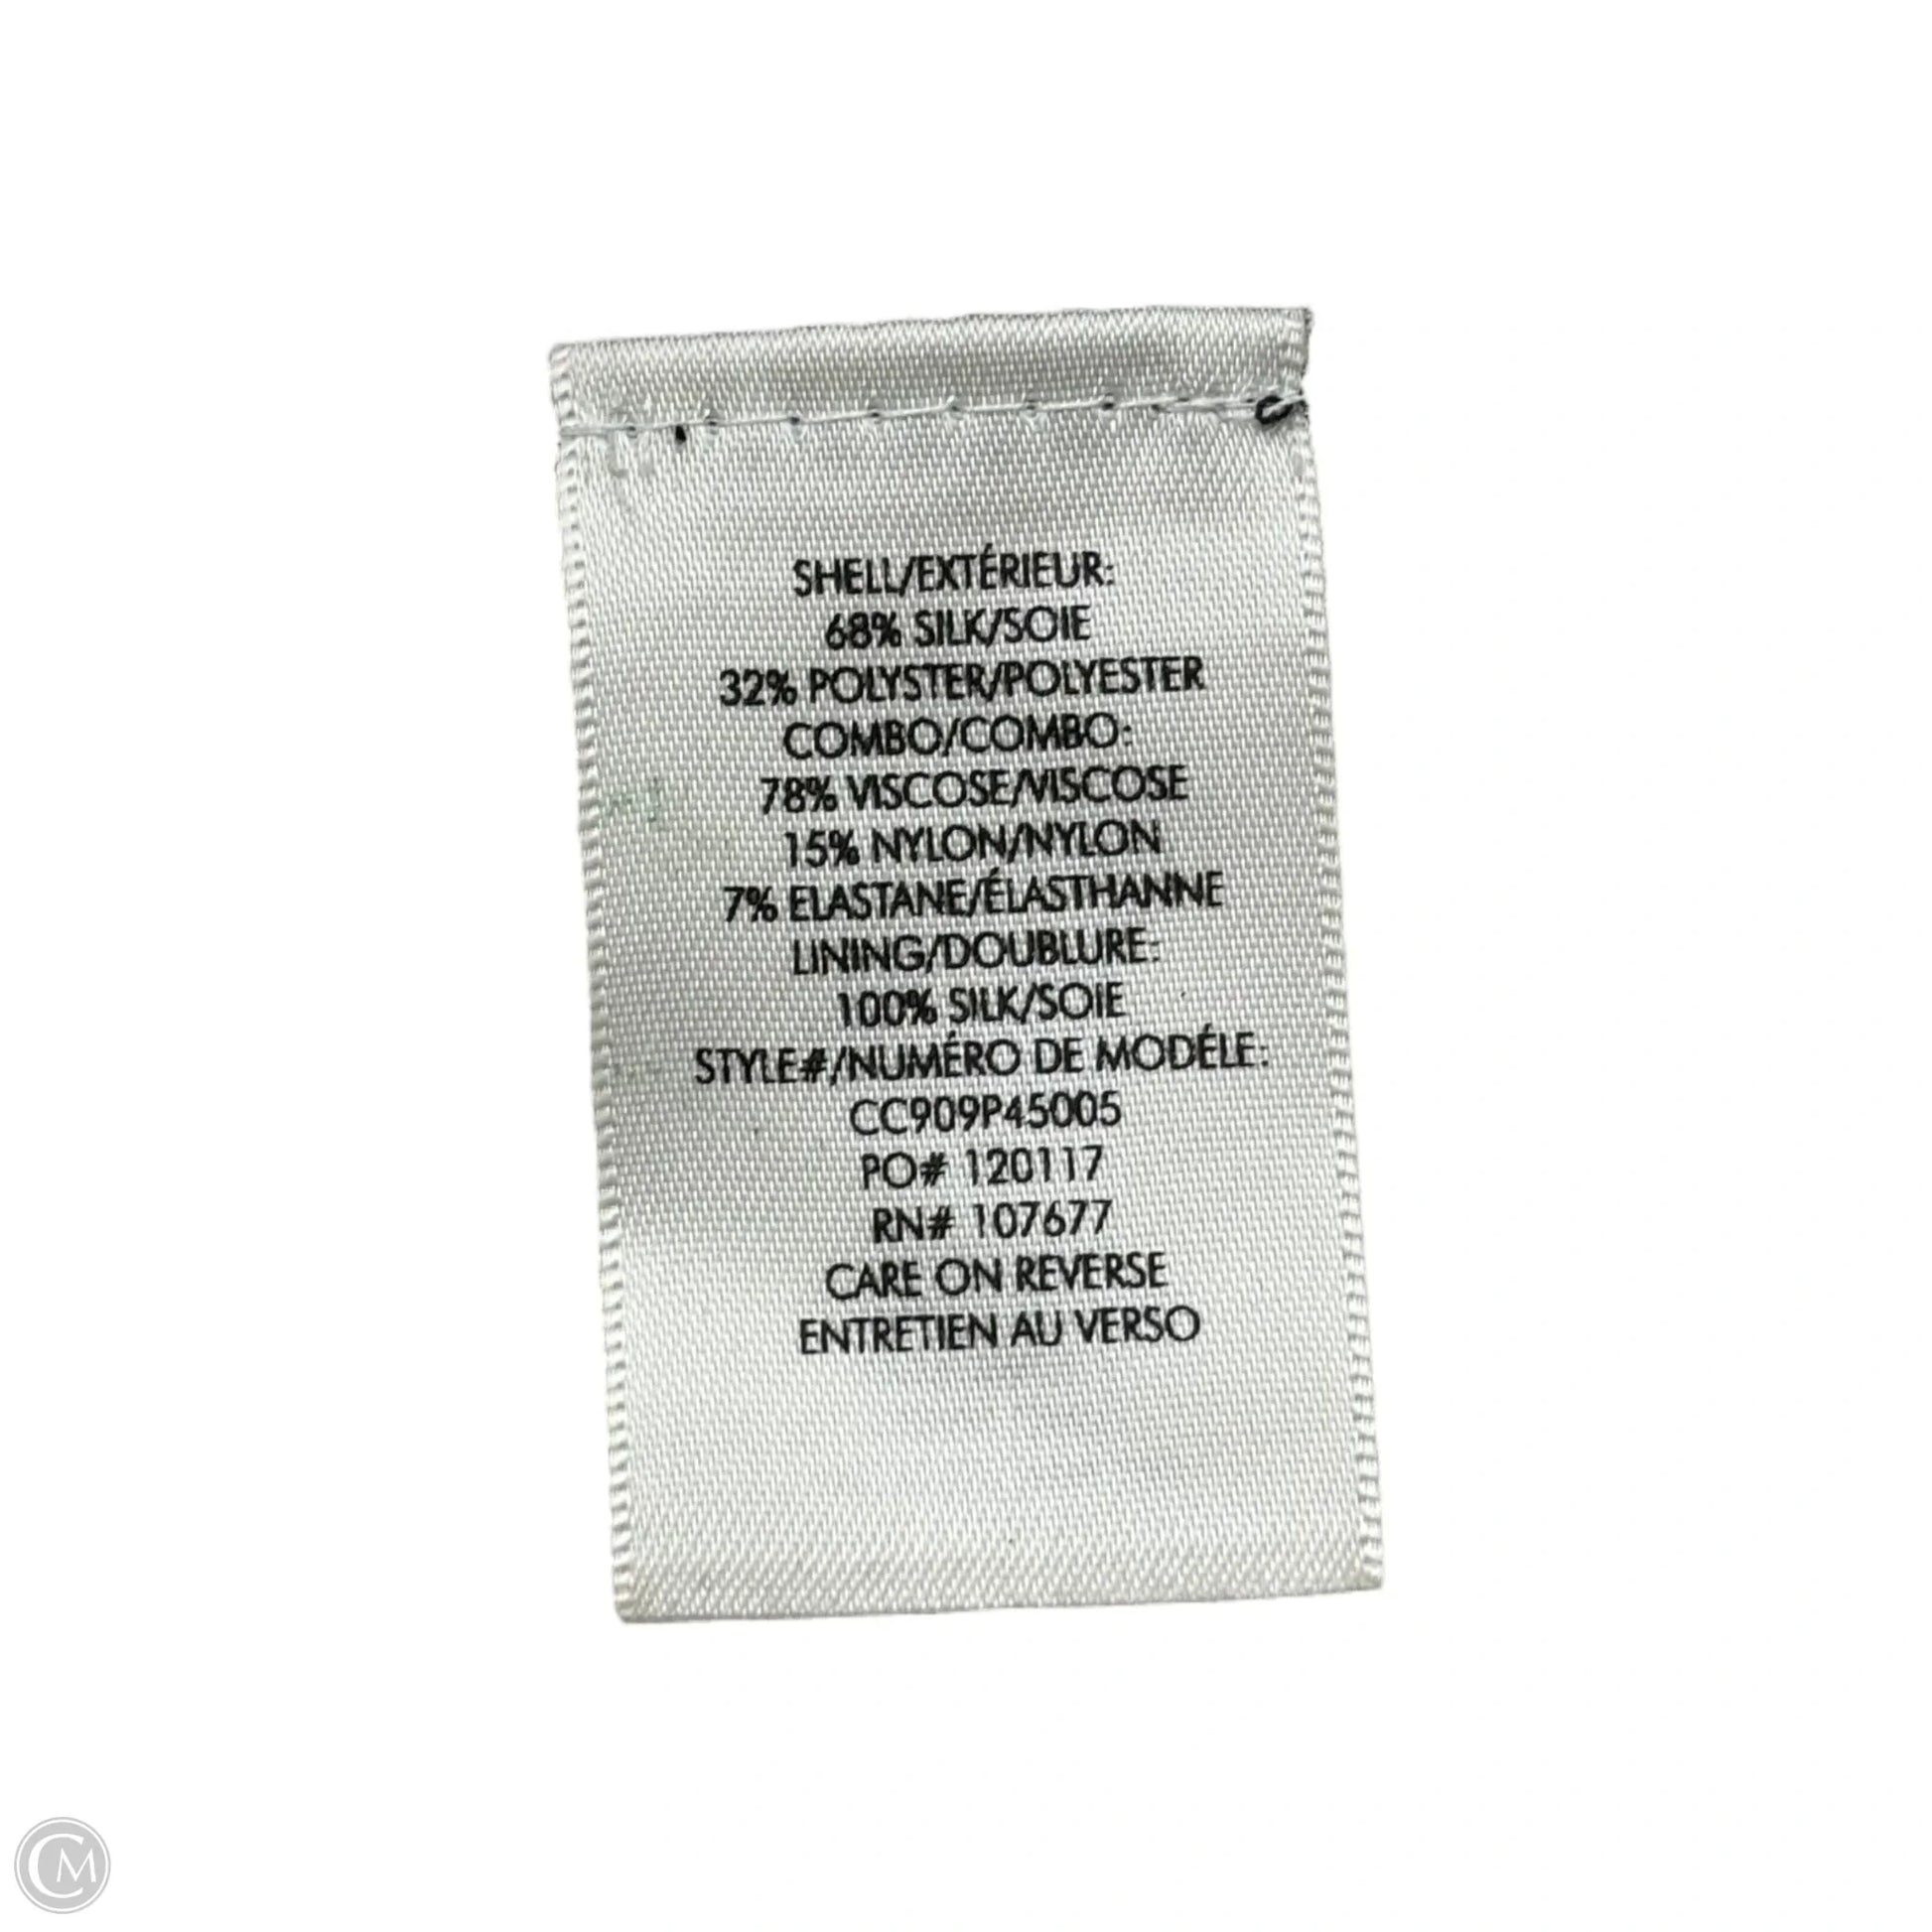 SHELL/EXTÉRIEUR:
68% SILK/SOIE
32% POLYSTER/POLYESTER
COMBO/COMBO:
78% VISCOSE/VISCOSE
15% NYLON/NYLON
7% ELASTANE/ÉLASTHANNE
LINING/DOUBLURE:
100% SILK/SOIE
STYLE#/NUMÉRO DE MODÉLE:
CC909P45005
PO# 120117
RN# 107677
CARE ON REVERSE
ENTRETIEN AU VERSO
CM